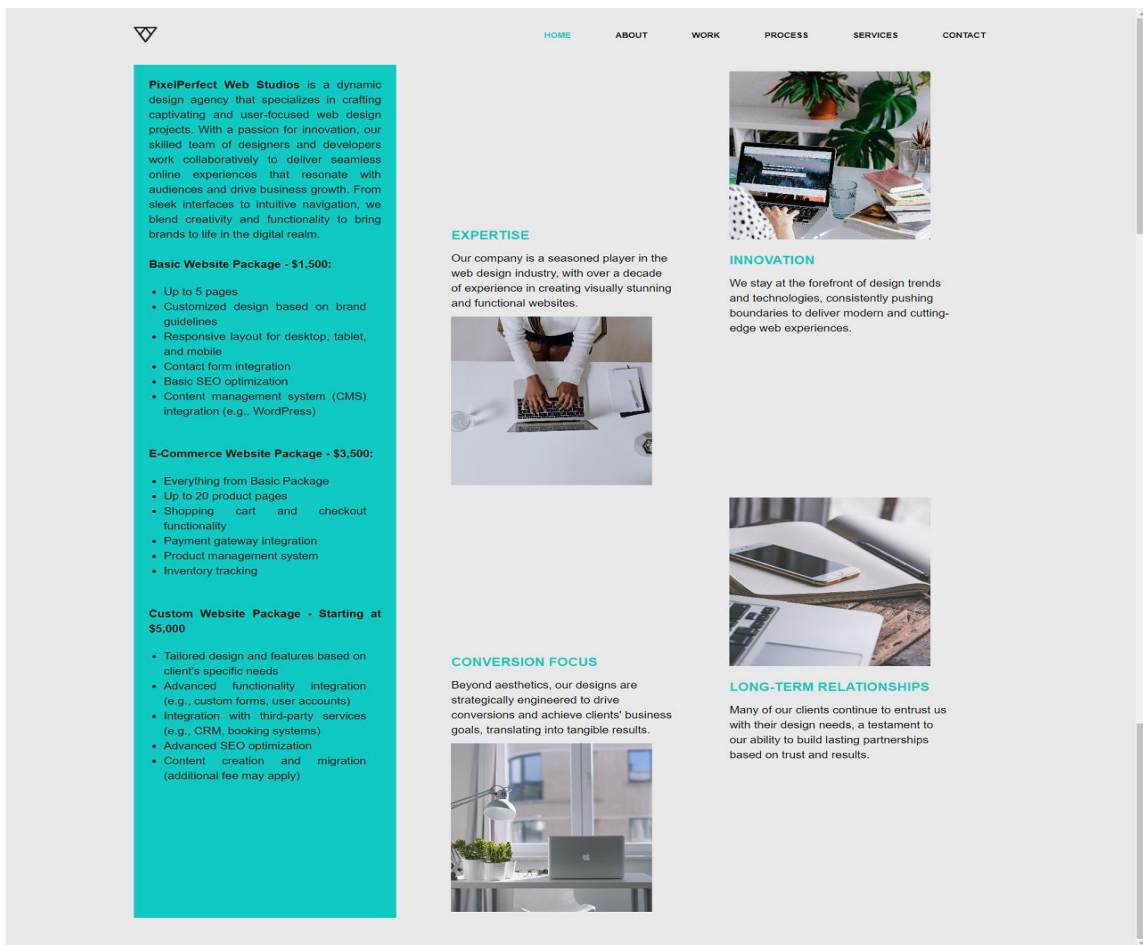 HOME ABOUT WORK PROCESS SERVICES CONTACT
PixelPerfect Web Studios is a dynamic
design agency that specializes in crafting
captivating and user-focused web design
projects. With a passion for innovation, our
skilled team of designers and developers
work collaboratively to deliver seamless
online experiences that resonate with
audiences and drive business growth. From
sleek interfaces to intuitive navigation, we
blend creativity and functionality to bring
brands to life in the digital realm.
Basic Website Package - $1,500:
• Up to 5 pages
• Customized design based on brand
guidelines
• Responsive layout for desktop, tablet,
and mobile
• Contact form integration
• Basic SEO optimization
• Content management system (CMS)
integration (e.g., WordPress)
E-Commerce Website Package - $3,500:
• Everything from Basic Package
• Up to 20 product pages
• Shopping cart and checkout
functionality
• Payment gateway integration
• Product management system
• Inventory tracking
Custom Website Package - Starting at
$5,000
• Tailored design and features based on
client's specific needs
• Advanced functionality integration
(e.g., custom forms, user accounts)
• Integration with third-party services
(e.g., CRM, booking systems)
• Advanced SEO optimization
• Content creation and migration
(additional fee may apply)
EXPERTISE
Our company is a seasoned player in the
web design industry, with over a decade
of experience in creating visually stunning
and functional websites.
INNOVATION
We stay at the forefront of design trends
and technologies, consistently pushing
boundaries to deliver modern and cutting-
edge web experiences.
CONVERSION FOCUS
Beyond aesthetics, our designs are
strategically engineered to drive
conversions and achieve clients' business
goals, translating into tangible results.
LONG-TERM RELATIONSHIPS
Many of our clients continue to entrust us
with their design needs, a testament to
our ability to build lasting partnerships
based on trust and results.